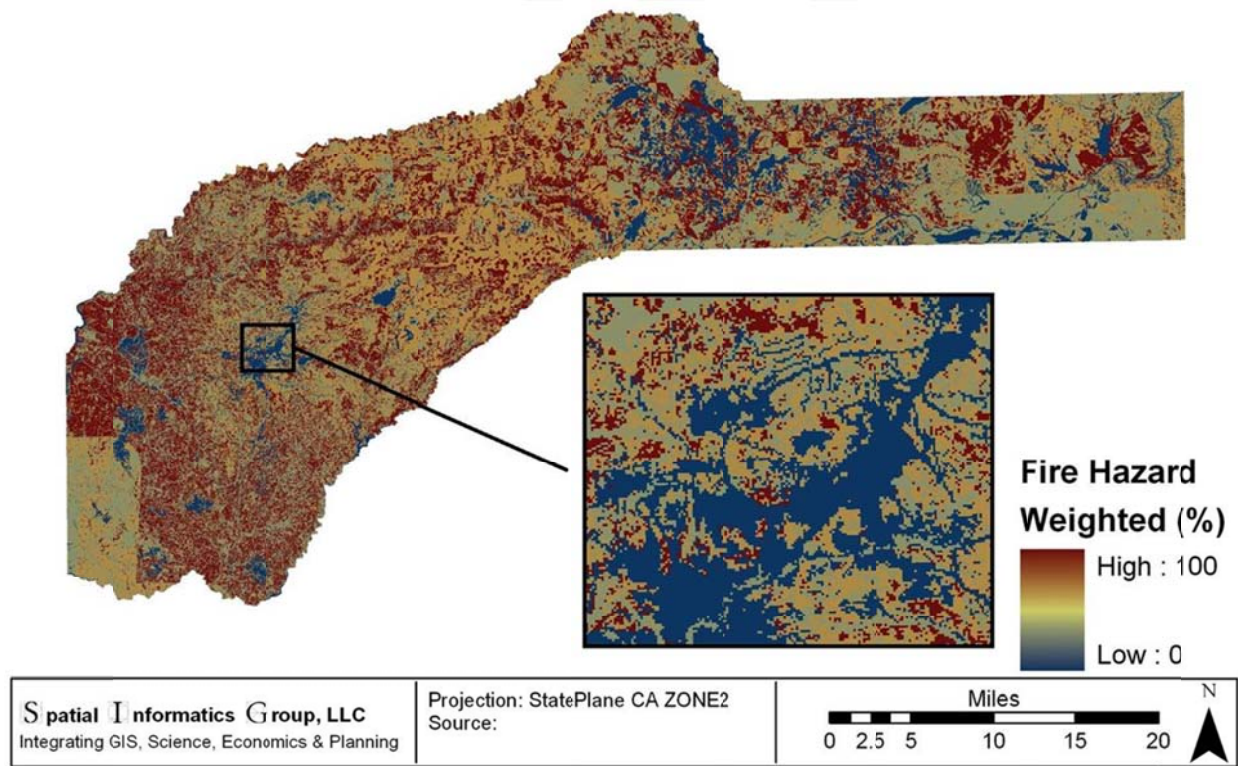 Fire Hazard
Weighted (%)
High : 100
Low : 0
Spatial Informatics Group, LLC
Integrating GIS, Science, Economics & Planning
Projection: StatePlane CA ZONE2
Source:
Miles
0 2.5 5 10 15 20
N